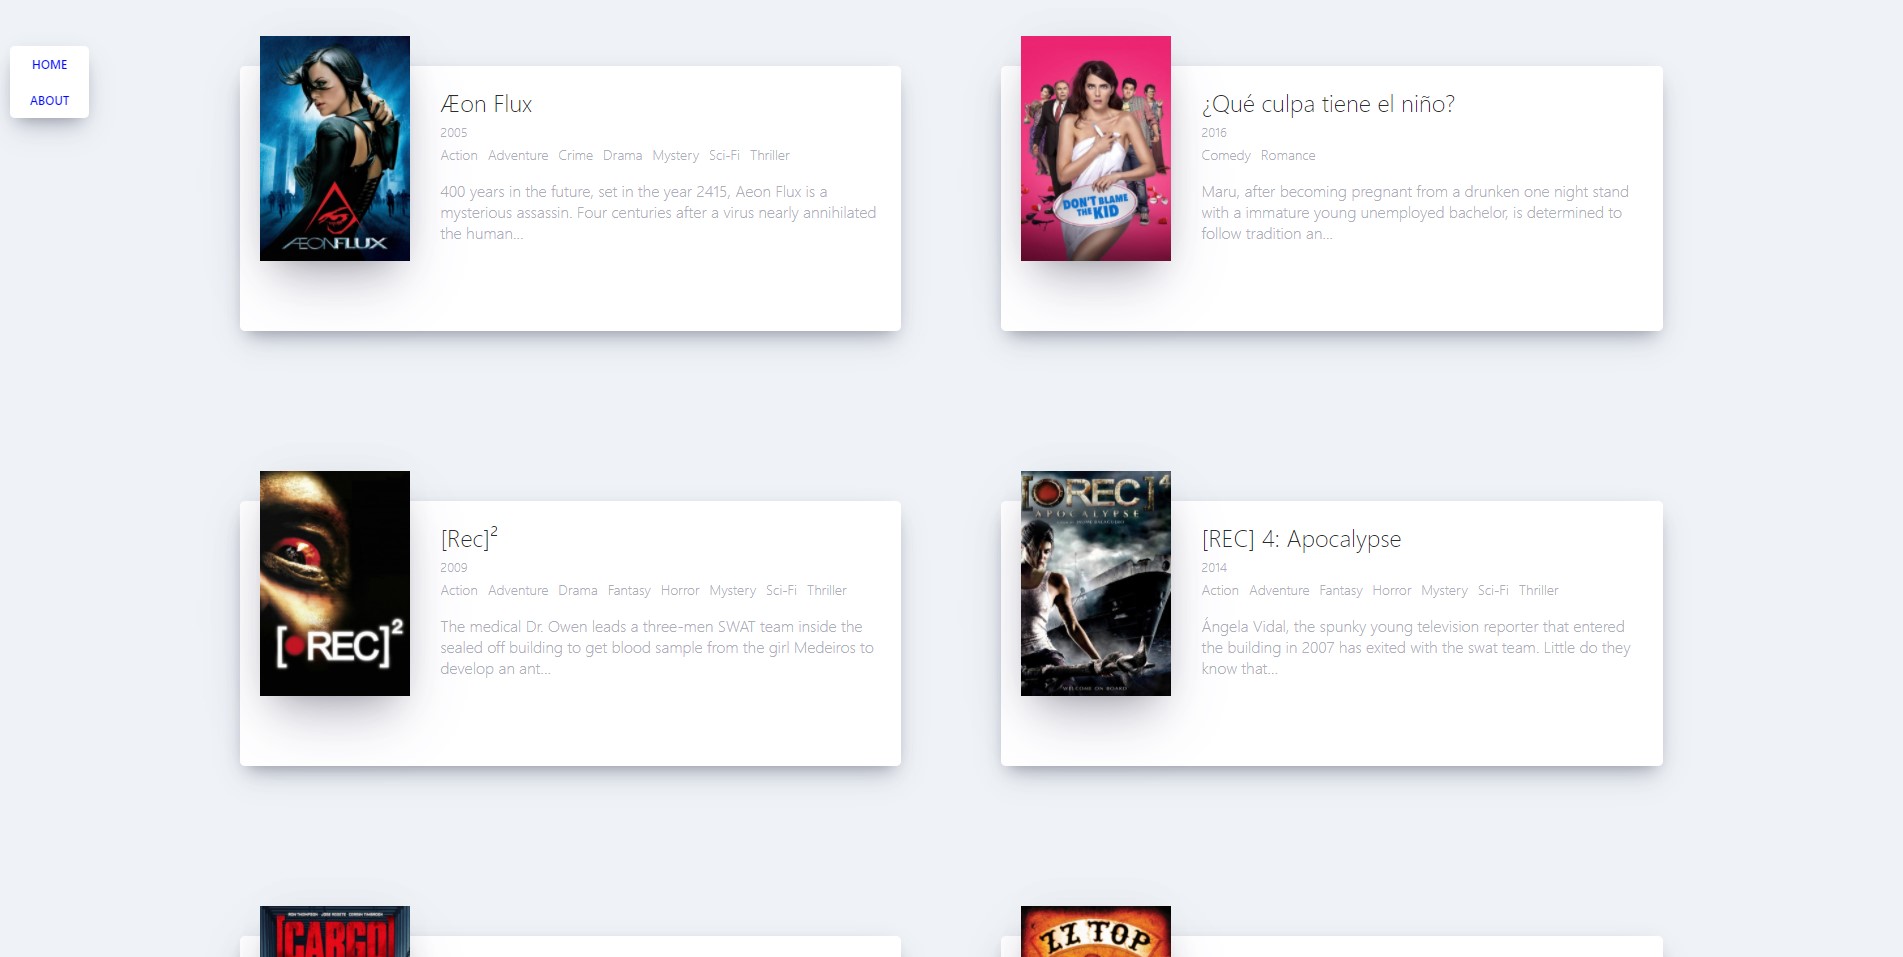 HOME
ABOUT
ÆON FLUX
Æon Flux
2005
Action Adventure Crime Drama Mystery Sci-Fi Thriller
400 years in the future, set in the year 2415, Aeon Flux is a
mysterious assassin. Four centuries after a virus nearly annihilated
the human...
DON'T BLAME
THE KID
¿Qué culpa tiene el niño?
2016
Comedy Romance
Maru, after becoming pregnant from a drunken one night stand
with a immature young unemployed bachelor, is determined to
follow tradition an...
[REC]²
[Rec]²
2009
Action Adventure Drama Fantasy Horror Mystery Sci-Fi Thriller
The medical Dr. Owen leads a three-men SWAT team inside the
sealed off building to get blood sample from the girl Medeiros to
develop an ant...
[REC] 4
APOCALYPSE
WELCOME ON BOARD
[REC] 4: Apocalypse
2014
Action Adventure Fantasy Horror Mystery Sci-Fi Thriller
Ángela Vidal, the spunky young television reporter that entered
the building in 2007 has exited with the swat team. Little do they
know that...
[CARGO]
ZZ TOP